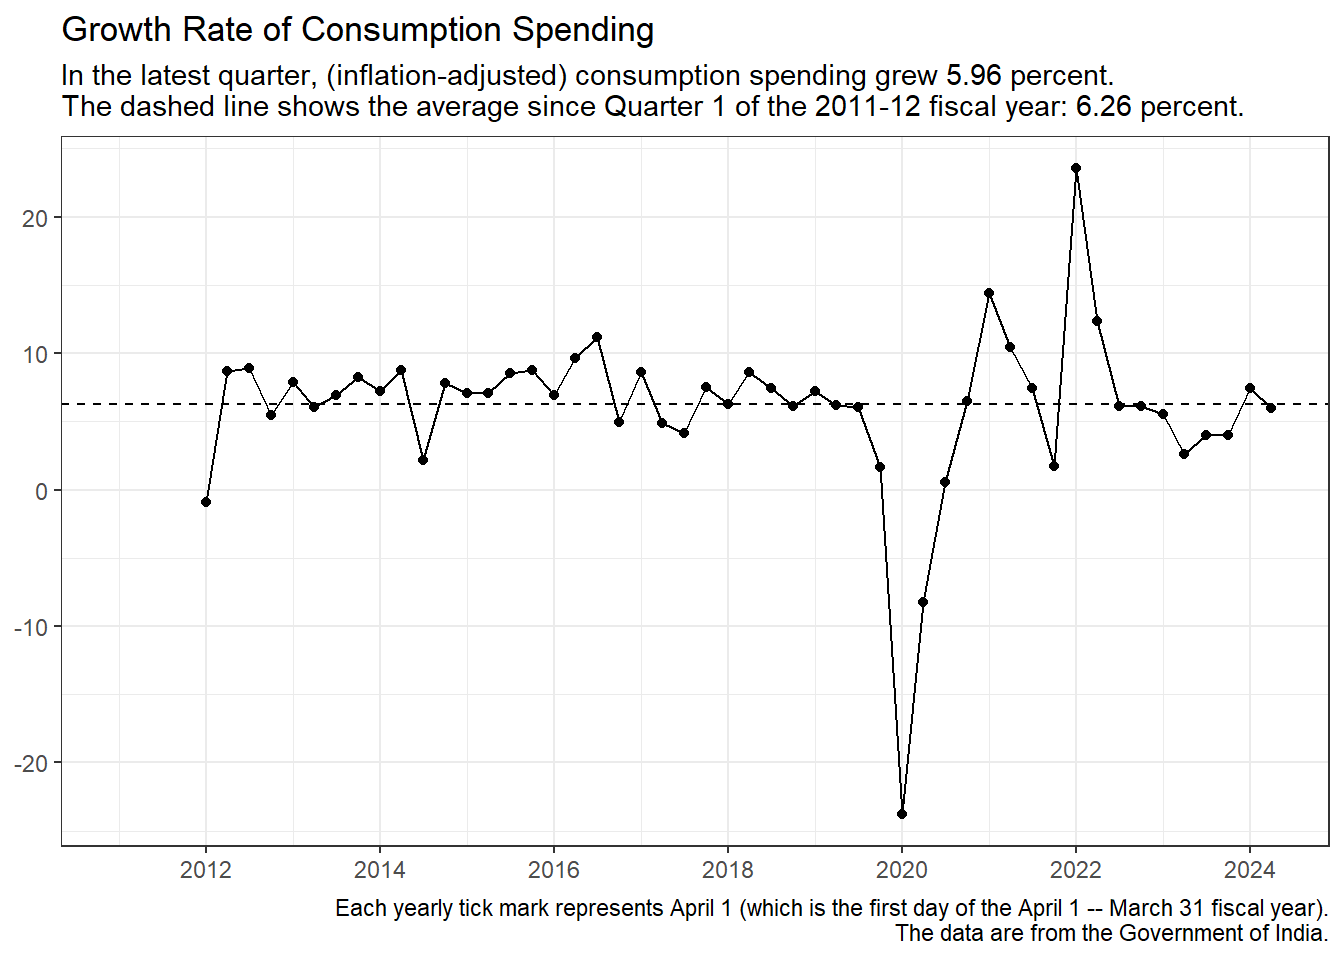 Growth Rate of Consumption Spending
In the latest quarter, (inflation-adjusted) consumption spending grew 5.96 percent.
The dashed line shows the average since Quarter 1 of the 2011-12 fiscal year: 6.26 percent.
20
10
0
-10
-20
2012 2014 2016 2018 2020 2022 2024
Each yearly tick mark represents April 1 (which is the first day of the April 1 -- March 31 fiscal year).
The data are from the Government of India.